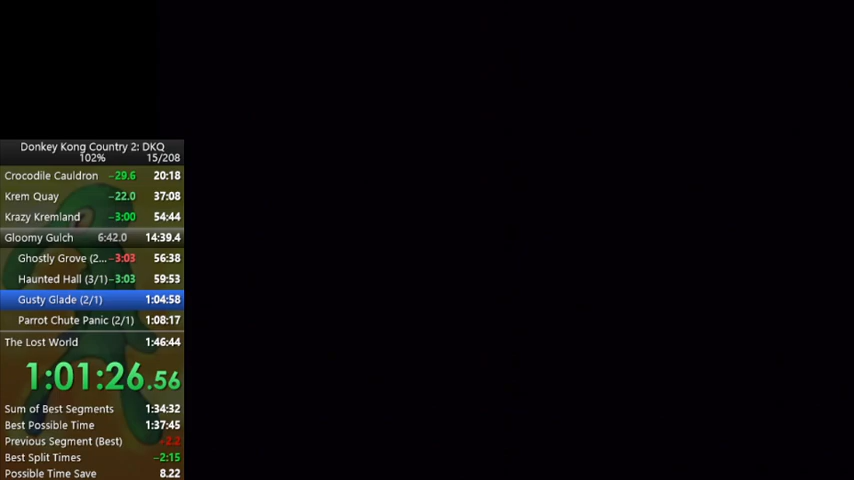 Donkey Kong Country 2: DKQ
102% 15/208
Crocodile Cauldron −29.6 20:18
Krem Quay −22.0 37:08
Krazy Kremland −3:00 54:44
Gloomy Gulch 6:42.0 14:39.4
Ghostly Grove (2... −3:03 56:38
Haunted Hall (3/1) −3:03 59:53
Gusty Glade (2/1) 1:04:58
Parrot Chute Panic (2/1) 1:08:17
The Lost World 1:46:44
1:01:26.56
Sum of Best Segments 1:34:32
Best Possible Time 1:37:45
Previous Segment (Best) +2.2
Best Split Times −2:15
Possible Time Save 8.22